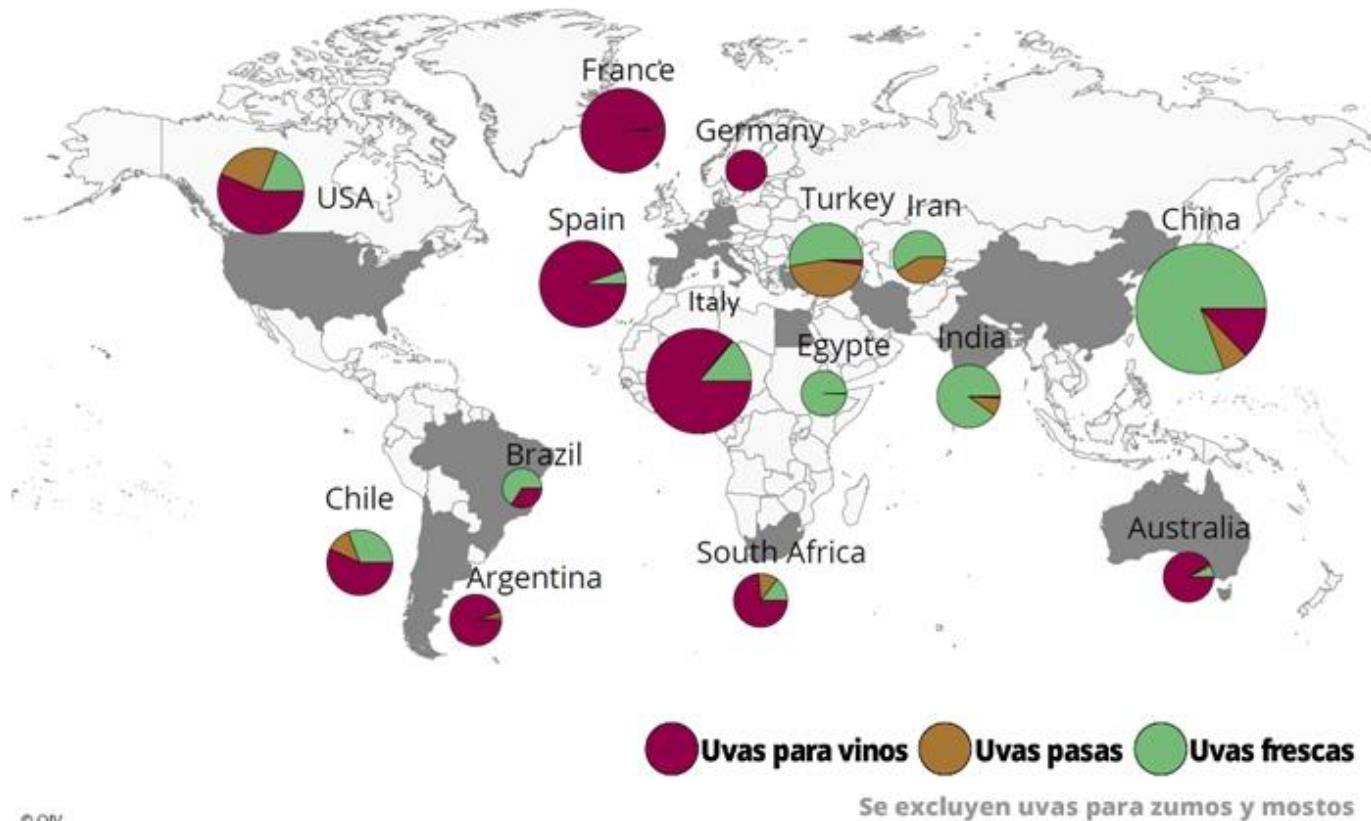 France
Germany
USA
Spain
Turkey
Iran
China
Italy
Egypte
India
Brazil
Chile
Australia
South Africa
Argentina
Uvas para vinos
Uvas pasas
Uvas frescas
Se excluyen uvas para zumos y mostos
© OIV